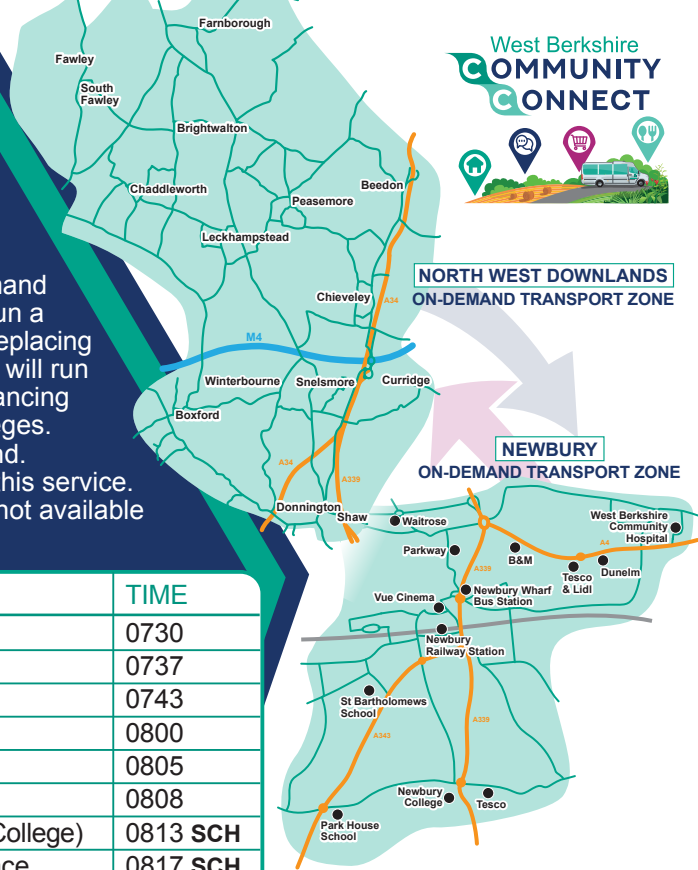 West Berkshire
COMMUNITY
CONNECT
Farnborough
Fawley
South
Fawley
Brightwalton
Chaddleworth
Beedon
Peasemore
Leckhampstead
Chieveley
A34
M4
Winterbourne
Snelsmore
Curridge
Boxford
A34
A339
Donnington
Shaw
NORTH WEST DOWNLANDS
ON-DEMAND TRANSPORT ZONE
NEWBURY
ON-DEMAND TRANSPORT ZONE
Waitrose
West Berkshire
Community
Hospital
Parkway
B&M
A4
Tesco
& Lidl
Dunelm
A339
Vue Cinema
Newbury Wharf
Bus Station
Newbury
Railway Station
St Bartholomews
School
A343
A339
Newbury
College
Tesco
Park House
School
un a
eplacing
will run
ancing
eges.
this service.
not available
TIME
0730
0737
0743
0800
0805
0808
College) 0813 SCH
0817 SCH